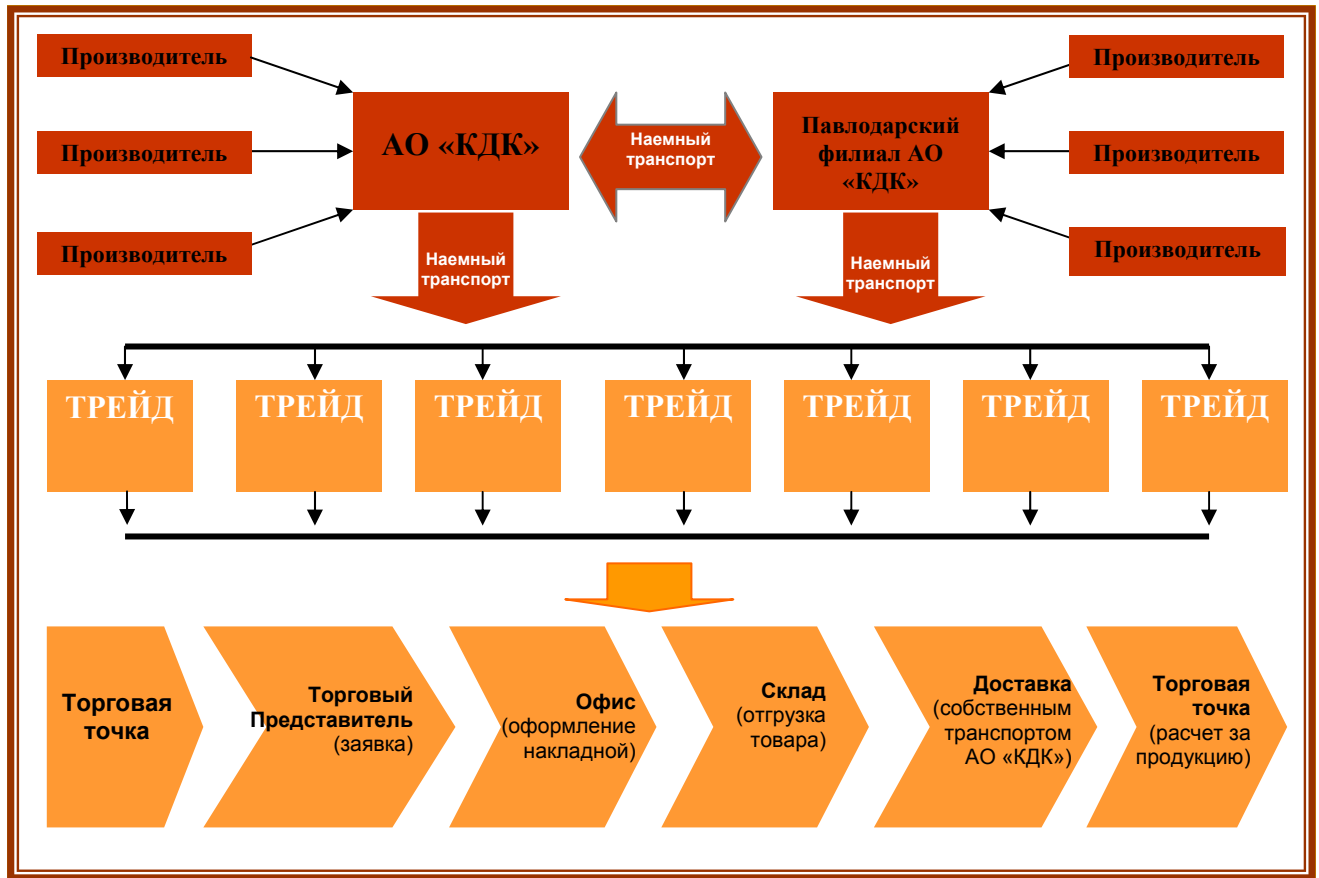 Производитель
Производитель
Производитель
АО «КДК»
Наемный
транспорт
Павлодарский
филиал АО
«КДК»
Производитель
Производитель
Производитель
Наемный
транспорт
Наемный
транспорт
ТРЕЙД
ТРЕЙД
ТРЕЙД
ТРЕЙД
ТРЕЙД
ТРЕЙД
ТРЕЙД
Торговая
точка
Торговый
Представитель
(заявка)
Офис
(оформление
накладной)
Склад
(отгрузка
товара)
Доставка
(собственным
транспортом
АО «КДК»)
Торговая
точка
(расчет за
продукцию)